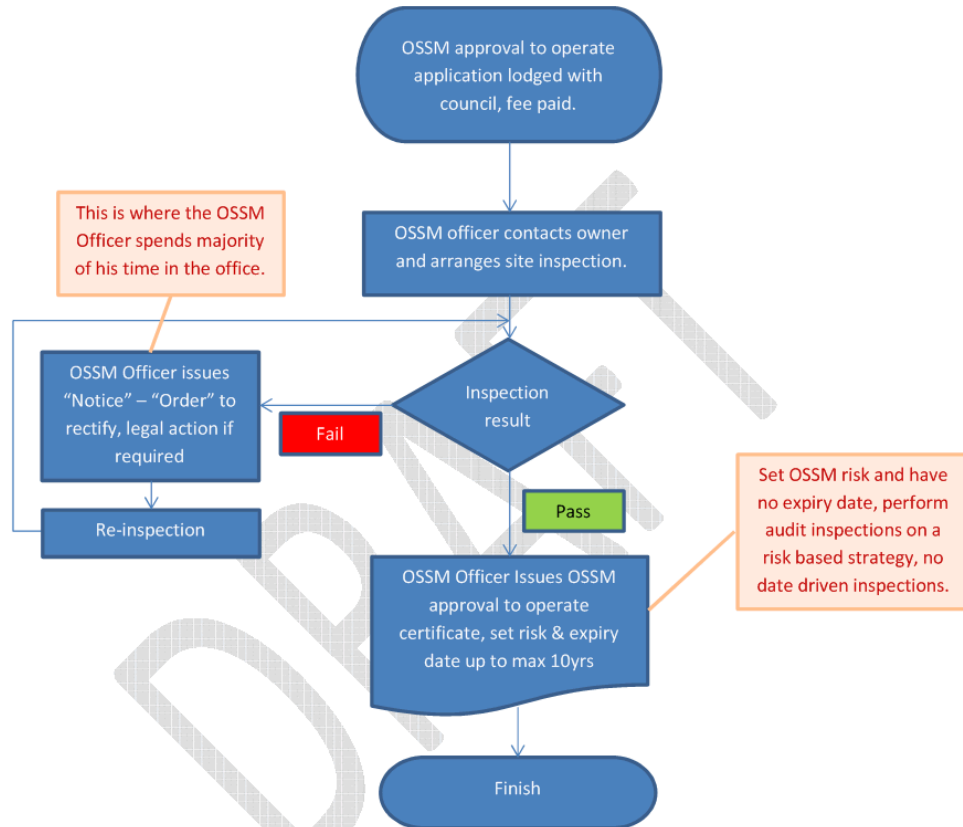 OSSM approval to operate
application lodged with
council, fee paid.
This is where the OSSM
Officer spends majority
of his time in the office.
OSSM officer contacts owner
and arranges site inspection.
OSSM Officer issues
“Notice” – “Order” to
rectify, legal action if
required
Inspection
result
Fail
Re-inspection
Pass
Set OSSM risk and have
no expiry date, perform
audit inspections on a
risk based strategy, no
date driven inspections.
OSSM Officer Issues OSSM
approval to operate
certificate, set risk & expiry
date up to max 10yrs
Finish
DRAFT